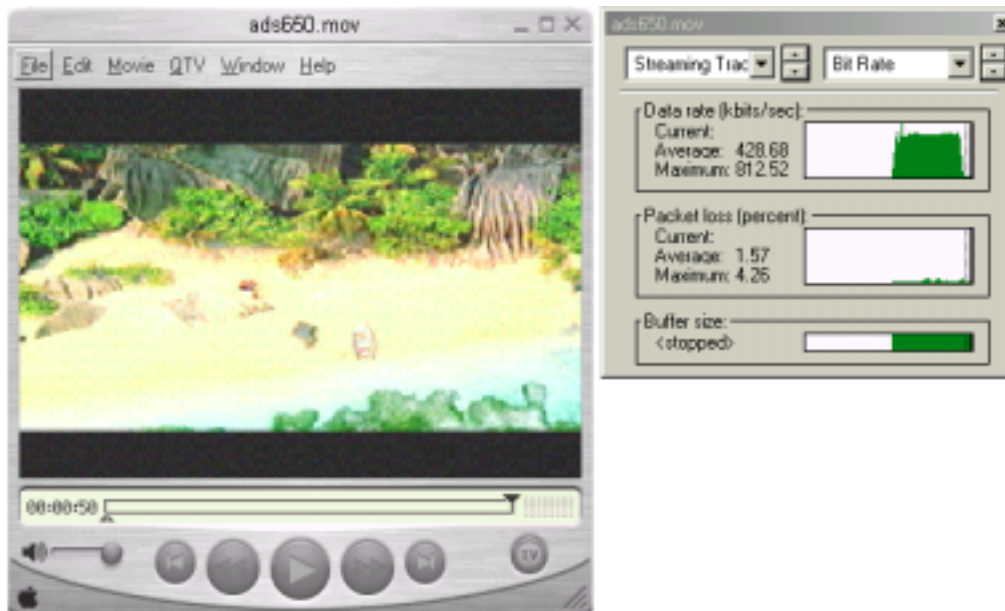 ads650.mov
File Edit Movie QTV Window Help
00:00:50
TV
ads650.mov
Streaming Trac
Bit Rate
Data rate (kbits/sec):
Current:
Average: 428.68
Maximum: 812.52
Packet loss (percent):
Current:
Average: 1.57
Maximum: 4.26
Buffer size:
<stopped>